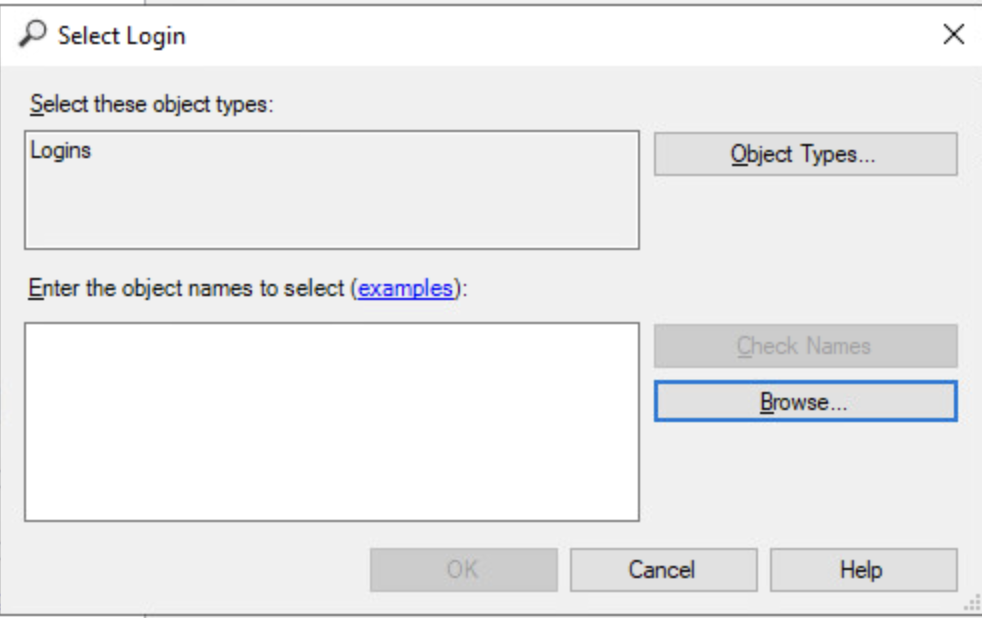 Select Login
Select these object types:
Logins
Object Types...
Enter the object names to select (examples):
Check Names
Browse...
OK
Cancel
Help